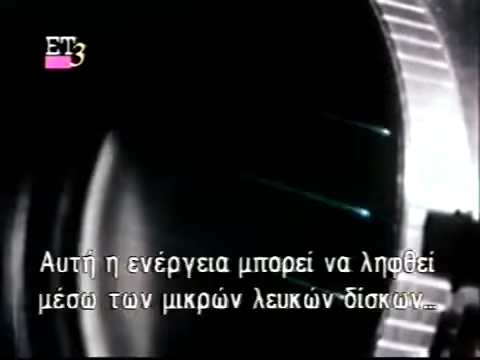 ET3
Αυτή η ενέργεια μπορεί να ληφθεί
μέσω των μικρών λευκών δίσκων...